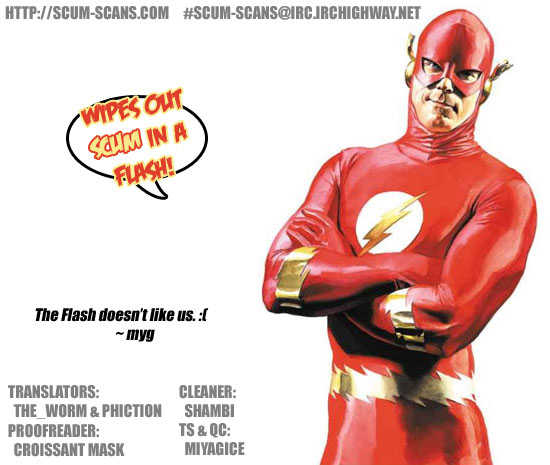 HTTP://SCUM-SCANS.COM #SCUM-SCANS@IRC.IRCHIGHWAY.NET
WIPES OUT
SCUM IN A
FLASH!
The Flash doesn't like us. :(
~ myg
TRANSLATORS:
THE_WORM & PHICTION
PROOFREADER:
CROISSANT MASK
CLEANER:
SHAMBI
TS & QC:
MIYAGICE